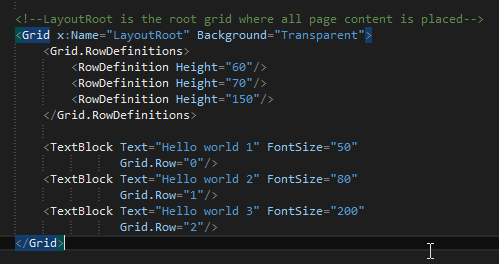 <!--LayoutRoot is the root grid where all page content is placed-->
<Grid x:Name="LayoutRoot" Background="Transparent">
    <Grid.RowDefinitions>
        <RowDefinition Height="60"/>
        <RowDefinition Height="70"/>
        <RowDefinition Height="150"/>
    </Grid.RowDefinitions>

    <TextBlock Text="Hello world 1" FontSize="50"
               Grid.Row="0"/>
    <TextBlock Text="Hello world 2" FontSize="80"
               Grid.Row="1"/>
    <TextBlock Text="Hello world 3" FontSize="200"
               Grid.Row="2"/>
</Grid>